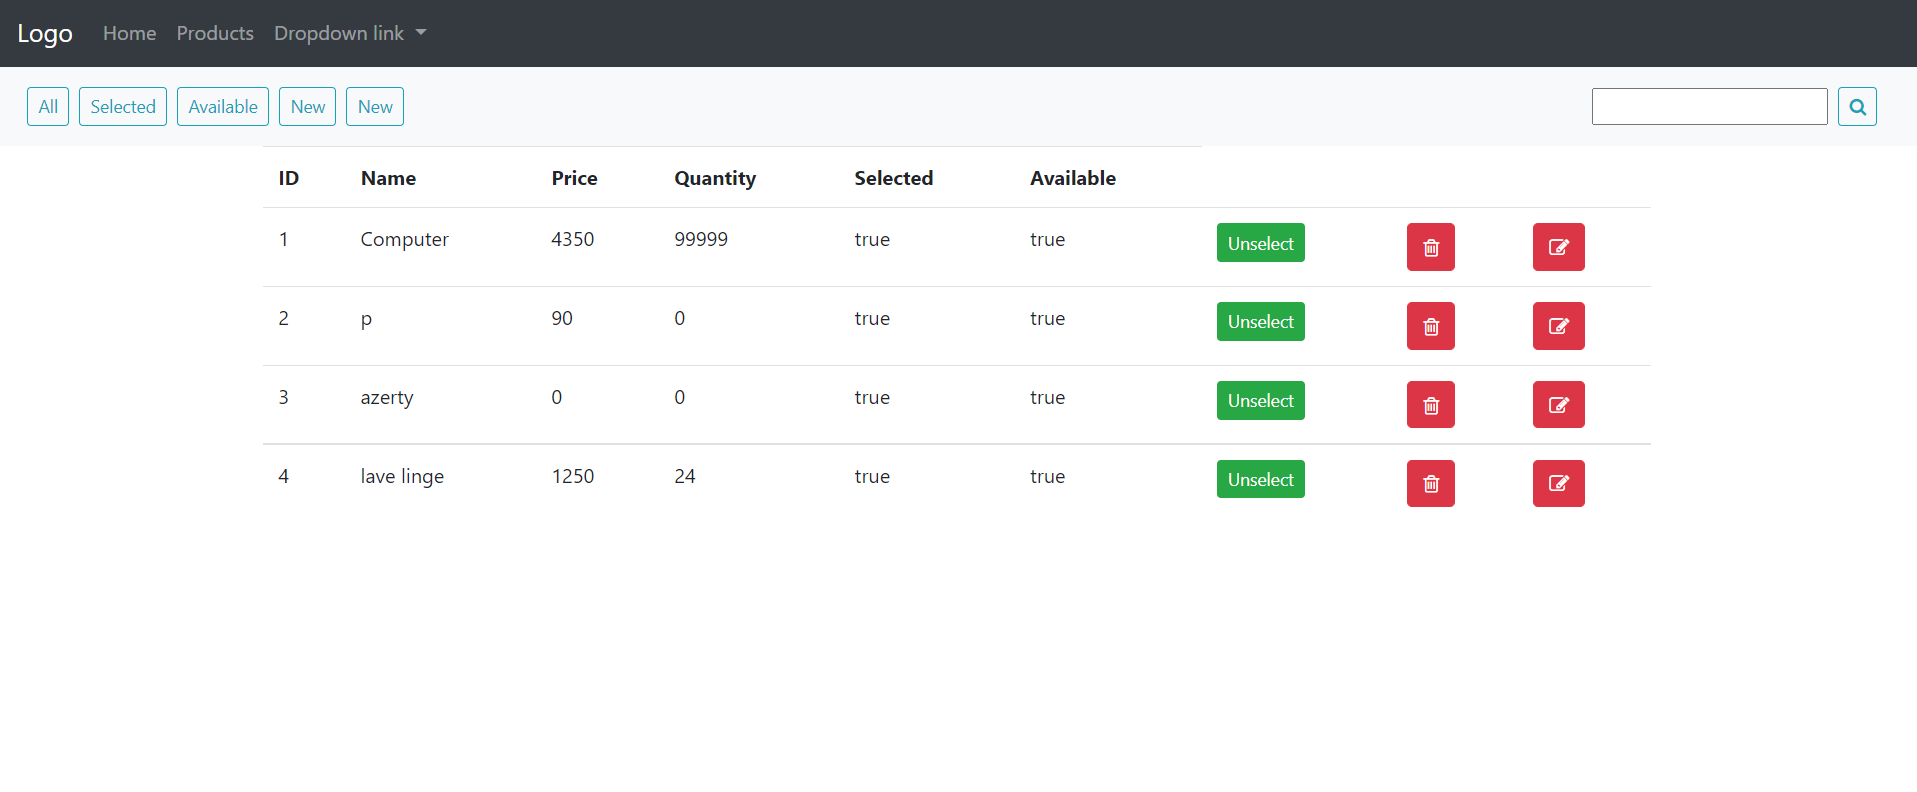 Logo Home Products Dropdown link
All Selected Available New New
ID Name Price Quantity Selected Available
1 Computer 4350 99999 true true Unselect
2 p 90 0 true true Unselect
3 azerty 0 0 true true Unselect
4 lave linge 1250 24 true true Unselect